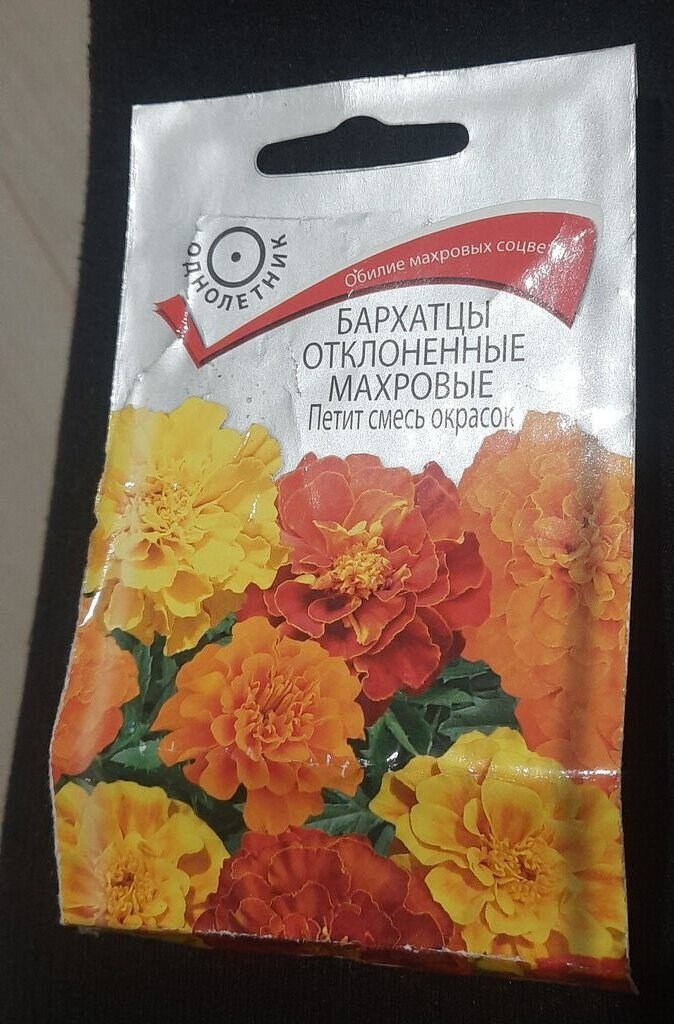 ОДНОЛЕТНИК
Обилие махровых соцве
БАРХАТЦЫ
ОТКЛОНЕННЫЕ
МАХРОВЫЕ
Петит смесь окрасок